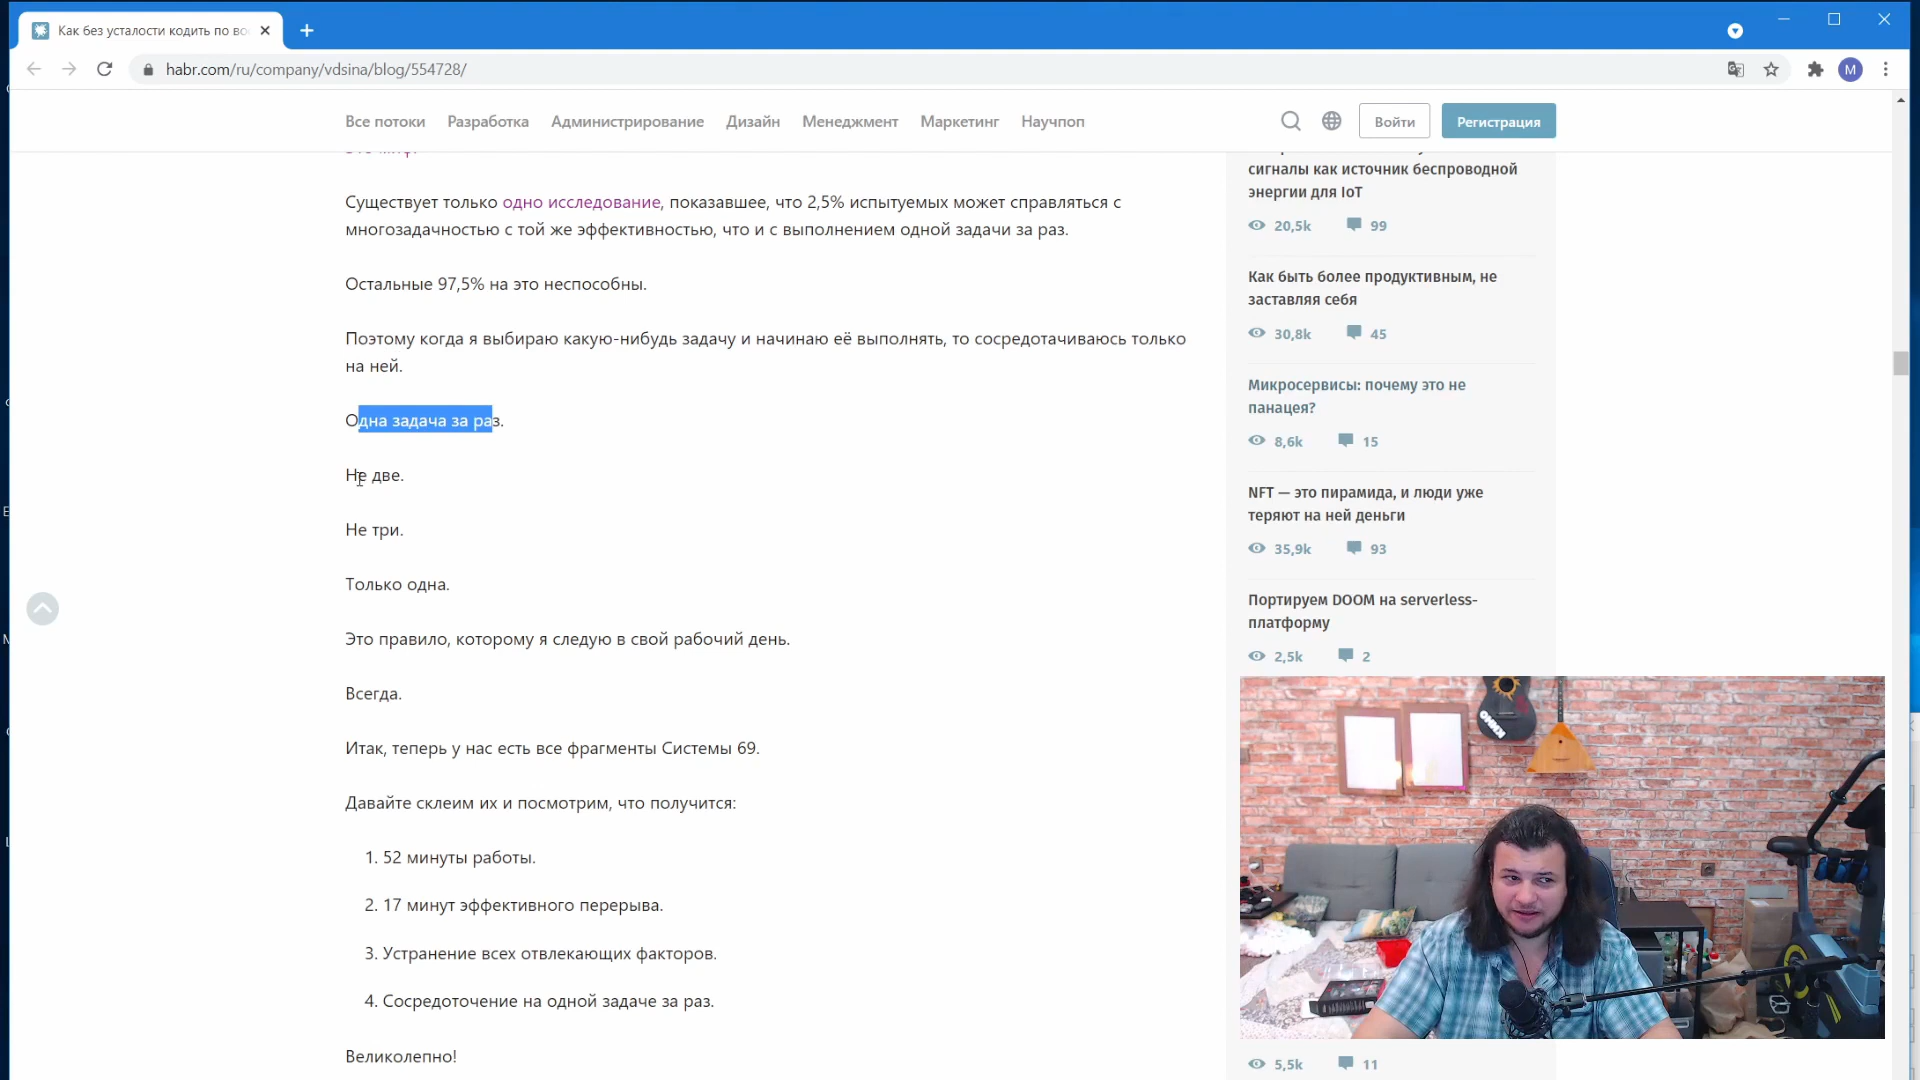 Как без усталости кодить по во
habr.com/ru/company/vdsina/blog/554728/
M
Все потоки Разработка Администрирование Дизайн Менеджмент Маркетинг Научпоп
Войти
Регистрация
Существует только одно исследование, показавшее, что 2,5% испытуемых может справляться с
многозадачностью с той же эффективностью, что и с выполнением одной задачи за раз.
Остальные 97,5% на это неспособны.
Поэтому когда я выбираю какую-нибудь задачу и начинаю её выполнять, то сосредотачиваюсь только
на ней.
Одна задача за раз.
Не две.
Не три.
Только одна.
Это правило, которому я следую в свой рабочий день.
Всегда.
Итак, теперь у нас есть все фрагменты Системы 69.
Давайте склеим их и посмотрим, что получится:
1. 52 минуты работы.
2. 17 минут эффективного перерыва.
3. Устранение всех отвлекающих факторов.
4. Сосредоточение на одной задаче за раз.
Великолепно!
сигналы как источник беспроводной
энергии для IoT
20,5k 99
Как быть более продуктивным, не
заставляя себя
30,8k 45
Микросервисы: почему это не
панацея?
8,6k 15
NFT — это пирамида, и люди уже
теряют на ней деньги
35,9k 93
Портируем DOOM на serverless-
платформу
2,5k 2
5,5k 11